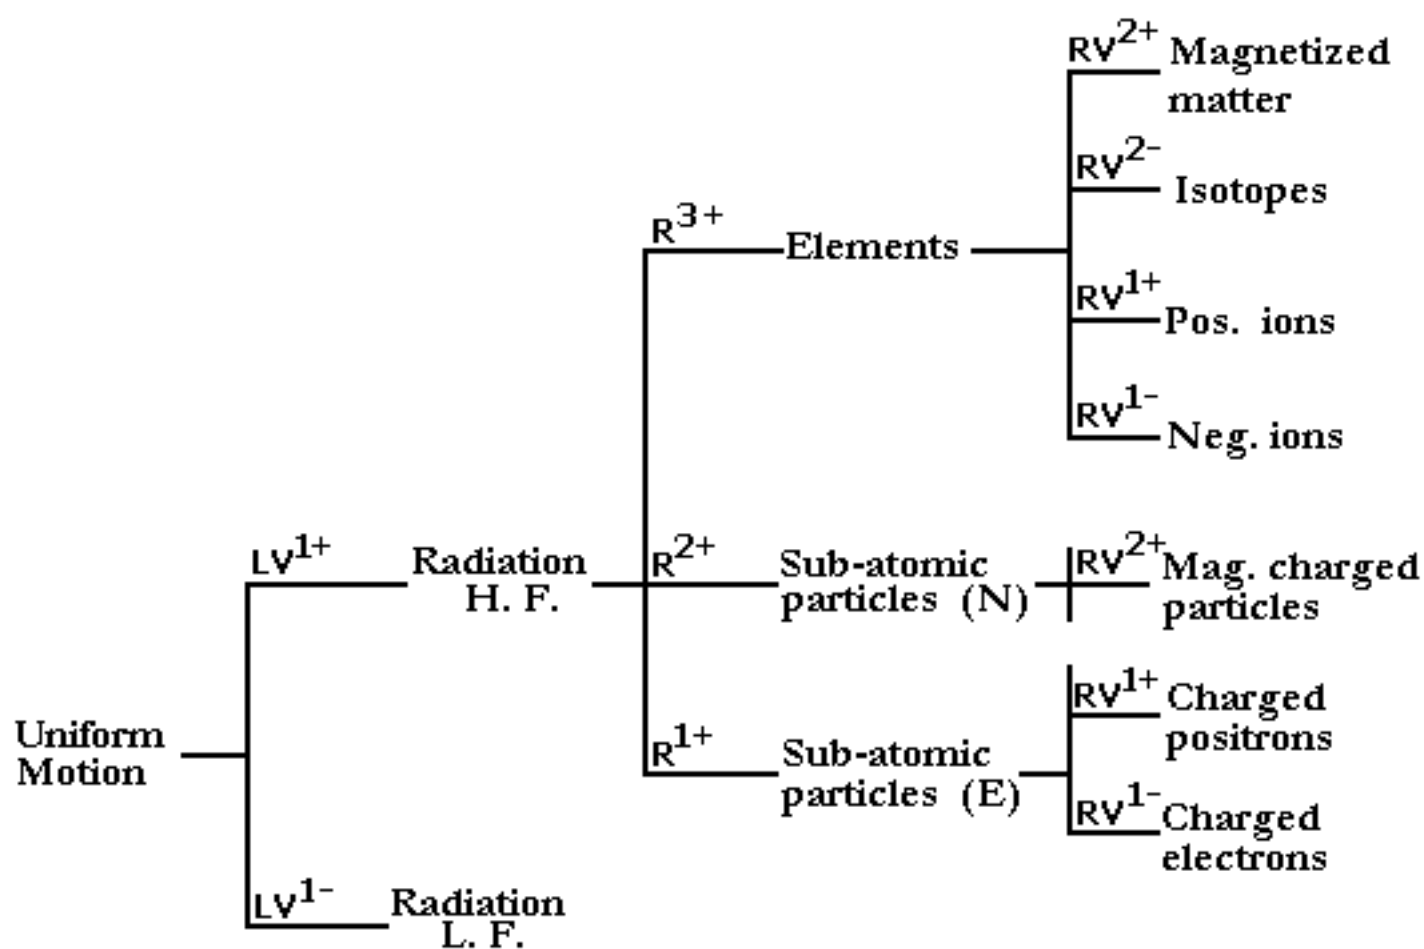 RV2+ Magnetized
matter
RV2-
Isotopes
R3+
Elements
RV1+
Pos. ions
RV1-
Neg. ions
LV1+
Radiation
H. F.
R2+
Sub-atomic
particles (N)
RV2+
Mag. charged
particles
RV1+ Charged
positrons
Uniform
Motion
R1+
Sub-atomic
particles (E)
RV1-
Charged
electrons
LV1-
Radiation
L. F.